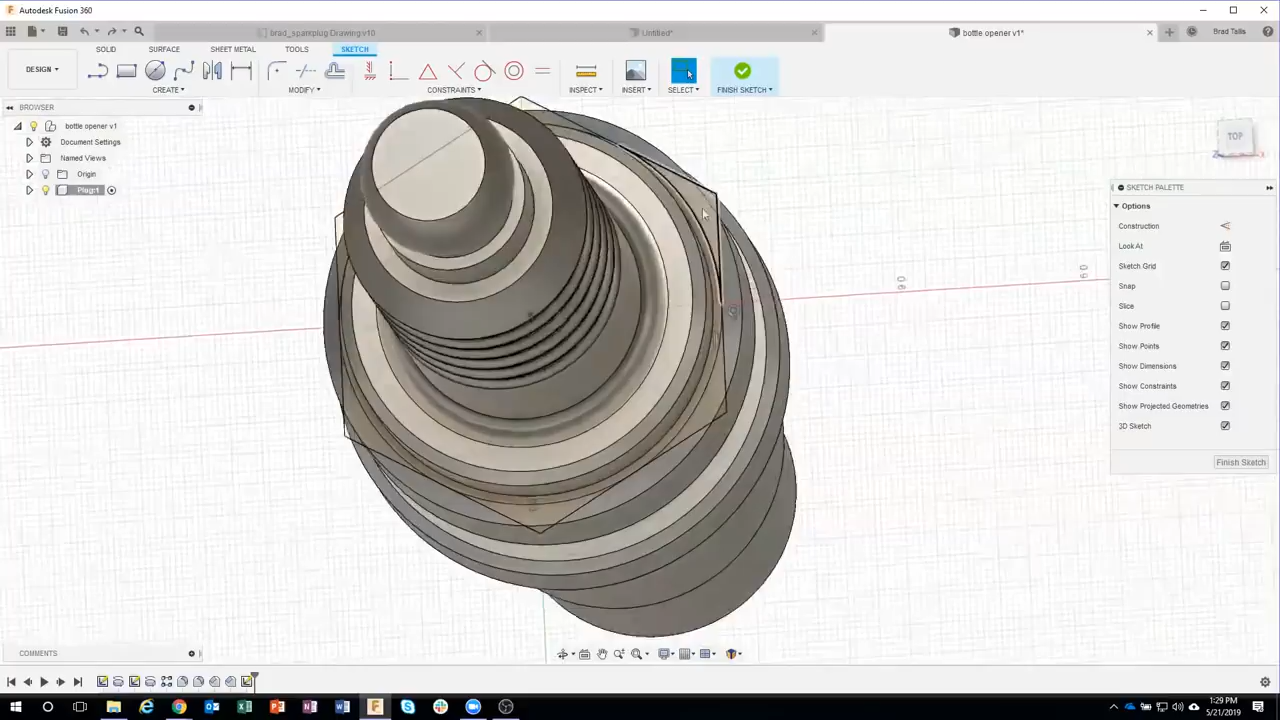 Autodesk Fusion 360
brad_sparkplug Drawing v10
Untitled*
bottle opener v1*
Brad Tallis
SOLID
SURFACE
SHEET METAL
TOOLS
SKETCH
DESIGN
CREATE
MODIFY
CONSTRAINTS
INSPECT
INSERT
SELECT
FINISH SKETCH
BROWSER
bottle opener v1
Document Settings
Named Views
Origin
Plag:1
TOP
SKETCH PALETTE
Options
Construction
Look At
Sketch Grid
Snap
Slice
Show Profile
Show Points
Show Dimensions
Show Constraints
Show Projected Geometries
3D Sketch
Finish Sketch
COMMENTS
1:29 PM
5/21/2019